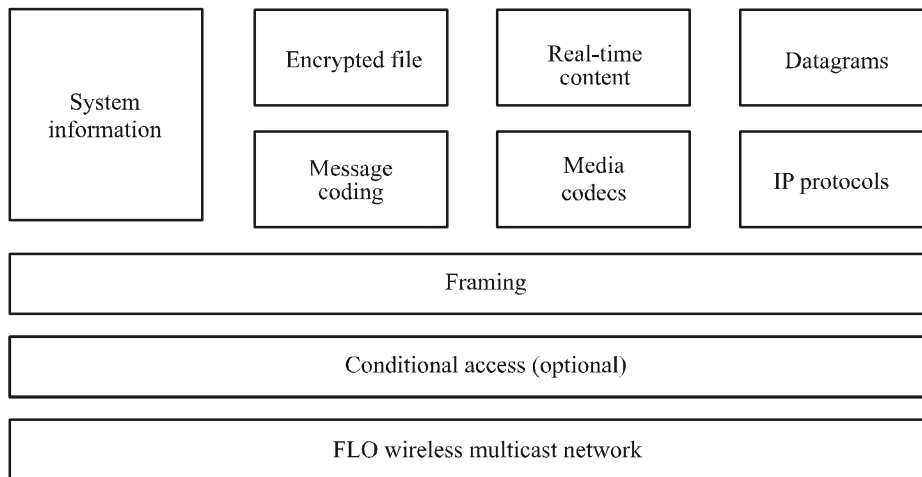 System
information
Encrypted file
Real-time
content
Datagrams
Message
coding
Media
codecs
IP protocols
Framing
Conditional access (optional)
FLO wireless multicast network